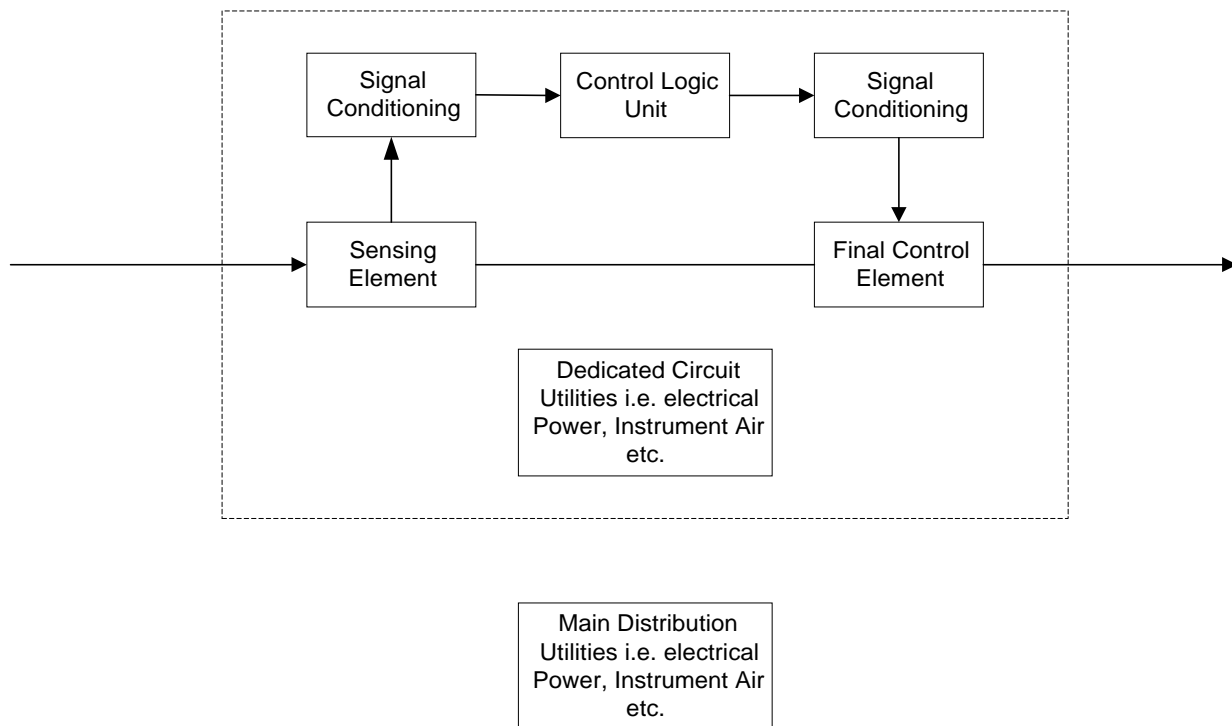 Signal
Conditioning
Control Logic
Unit
Signal
Conditioning
Sensing
Element
Final Control
Element
Dedicated Circuit
Utilities i.e. electrical
Power, Instrument Air
etc.
Main Distribution
Utilities i.e. electrical
Power, Instrument Air
etc.